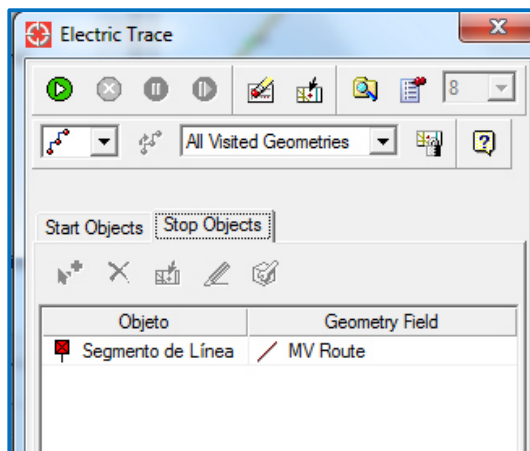 Electric Trace
8
All Visited Geometries
Start Objects Stop Objects
Objeto Geometry Field
Segmento de Línea MV Route